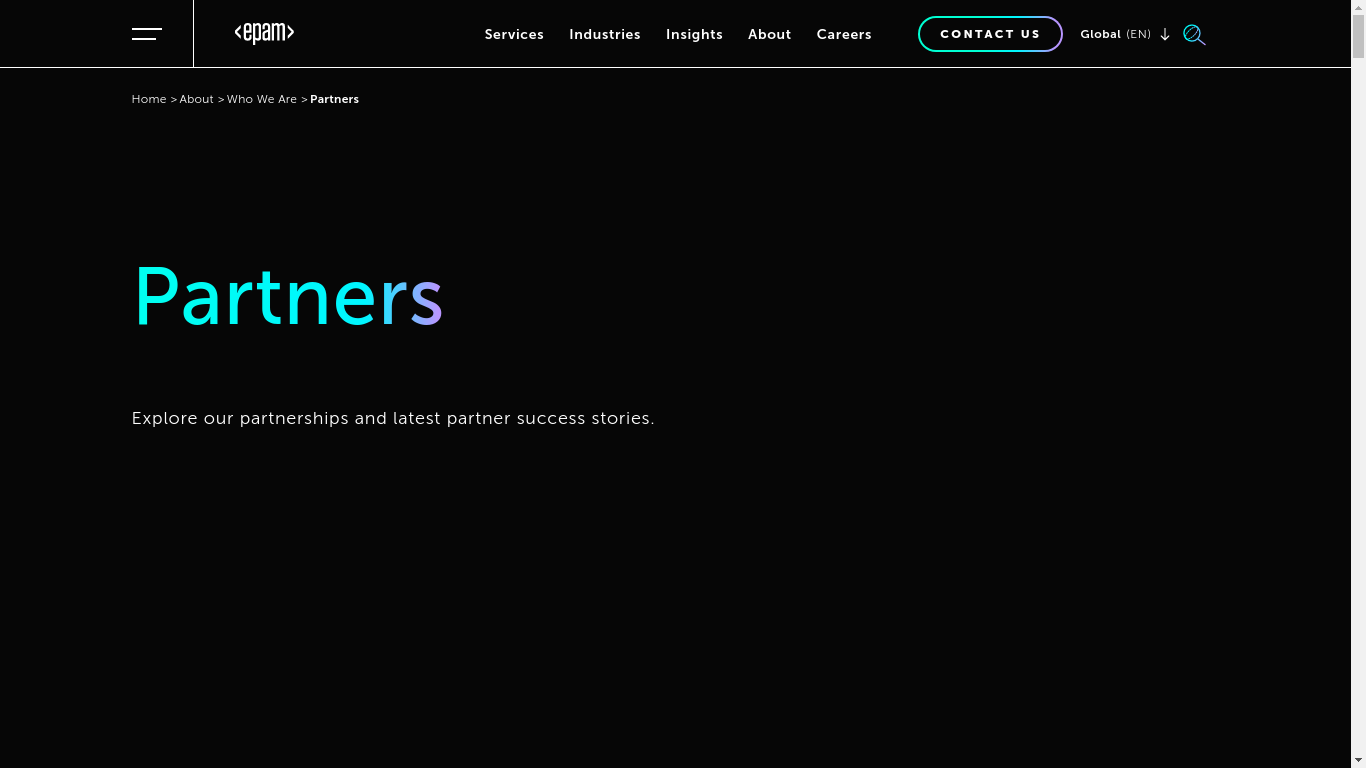 <epam>
Services Industries Insights About Careers CONTACT US Global (EN)
Home > About > Who We Are > Partners
Partners
Explore our partnerships and latest partner success stories.